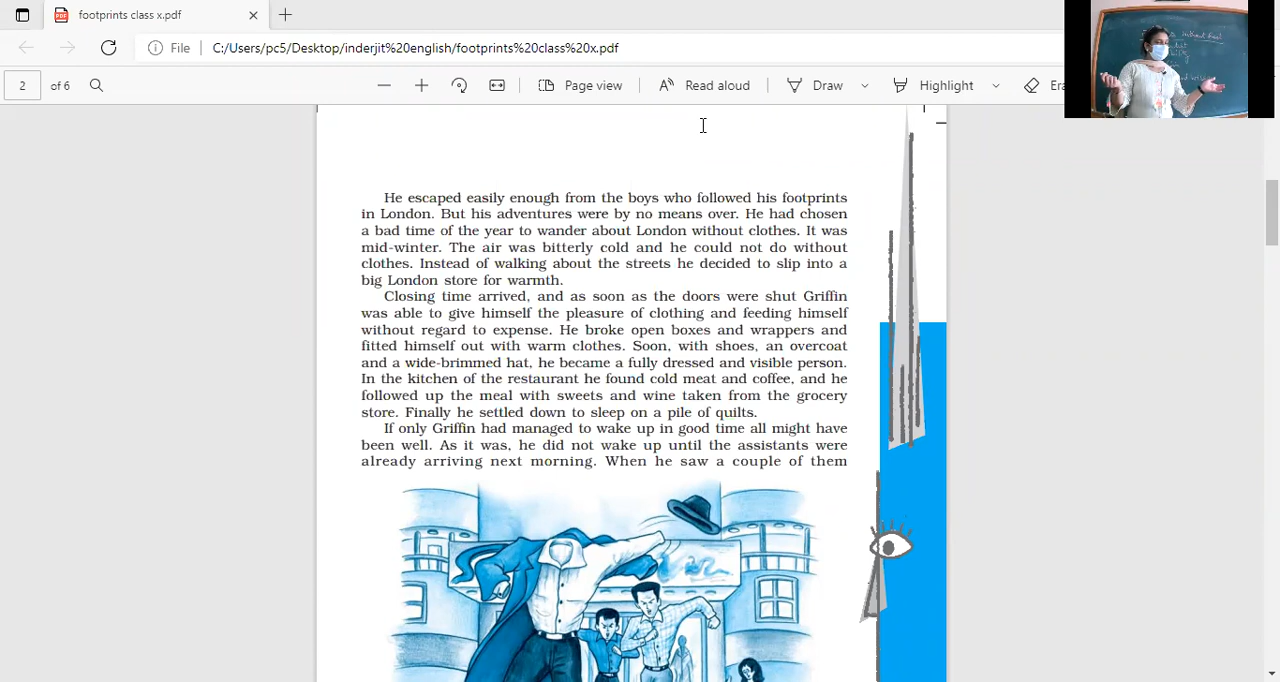 footprints class x.pdf
File C:/Users/pc5/Desktop/inderjit%20english/footprints%20class%20x.pdf
2 of 6 Page view Read aloud Draw Highlight Era
He escaped easily enough from the boys who followed his footprints
in London. But his adventures were by no means over. He had chosen
a bad time of the year to wander about London without clothes. It was
mid-winter. The air was bitterly cold and he could not do without
clothes. Instead of walking about the streets he decided to slip into a
big London store for warmth.
Closing time arrived, and as soon as the doors were shut Griffin
was able to give himself the pleasure of clothing and feeding himself
without regard to expense. He broke open boxes and wrappers and
fitted himself out with warm clothes. Soon, with shoes, an overcoat
and a wide-brimmed hat, he became a fully dressed and visible person.
In the kitchen of the restaurant he found cold meat and coffee, and he
followed up the meal with sweets and wine taken from the grocery
store. Finally he settled down to sleep on a pile of quilts.
If only Griffin had managed to wake up in good time all might have
been well. As it was, he did not wake up until the assistants were
already arriving next morning. When he saw a couple of them